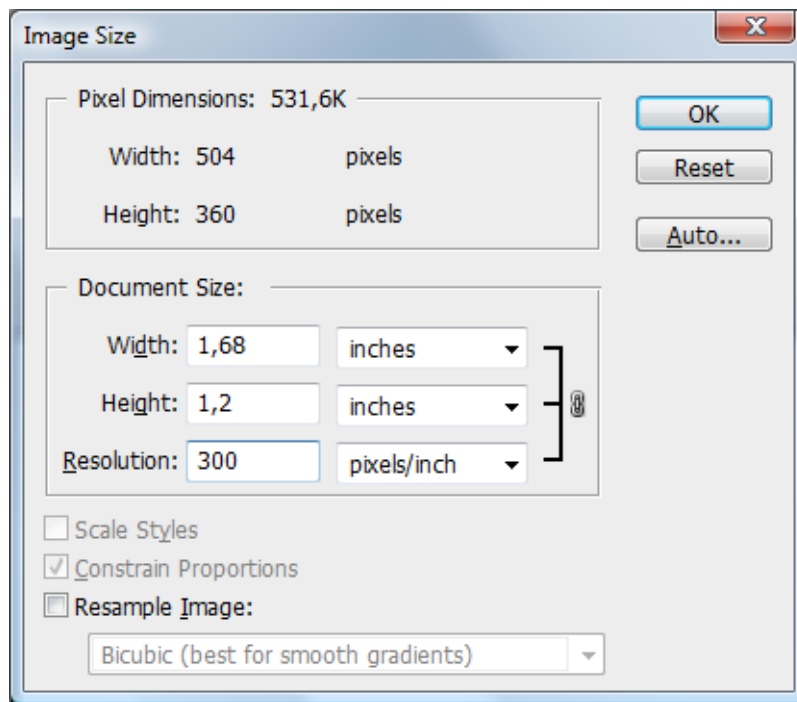 Image Size
X
Pixel Dimensions: 531,6K
OK
Width: 504 pixels
Reset
Height: 360 pixels
Auto...
Document Size:
Width: 1,68 inches
Height: 1,2 inches
Resolution: 300 pixels/inch
Scale Styles
Constrain Proportions
Resample Image:
Bicubic (best for smooth gradients)